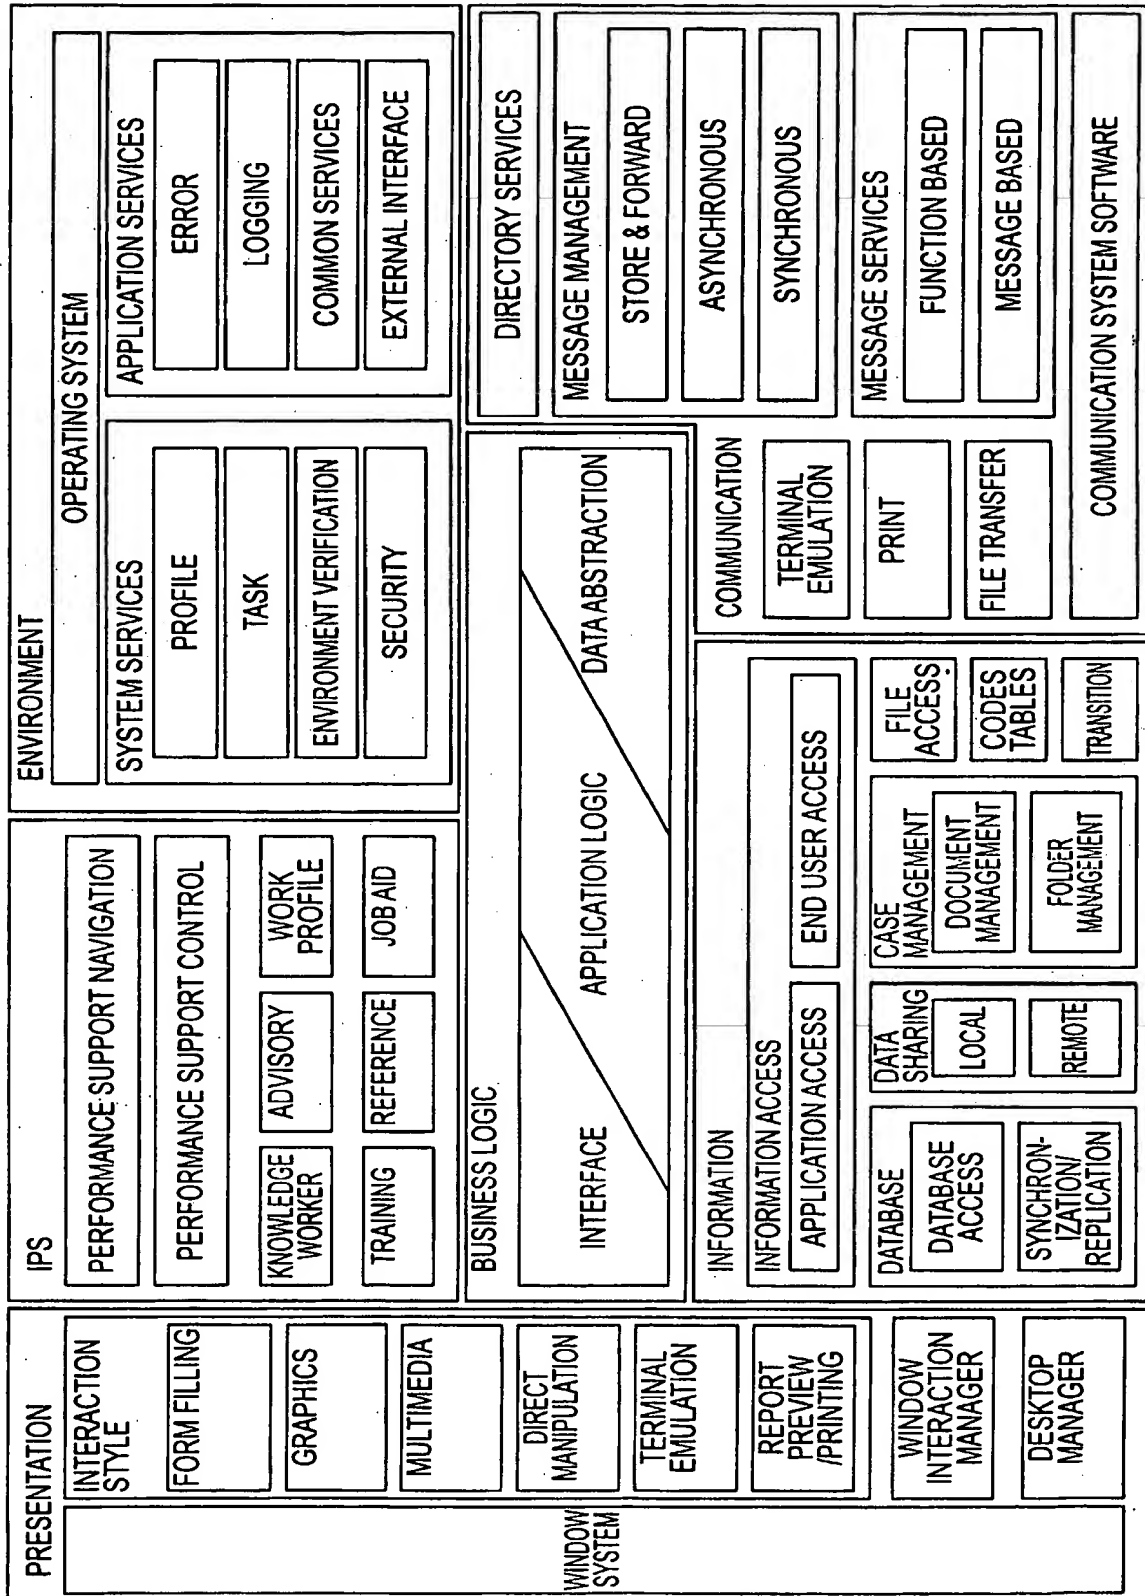 PRESENTATION
WINDOW
SYSTEM
INTERACTION
STYLE
FORM FILLING
GRAPHICS
MULTIMEDIA
DIRECT
MANIPULATION
TERMINAL
EMULATION
REPORT
PREVIEW
/PRINTING
WINDOW
INTERACTION
MANAGER
DESKTOP
MANAGER
IPS
PERFORMANCE SUPPORT NAVIGATION
PERFORMANCE SUPPORT CONTROL
KNOWLEDGE
WORKER
ADVISORY
WORK
PROFILE
TRAINING
REFERENCE
JOB AID
ENVIRONMENT
OPERATING SYSTEM
SYSTEM SERVICES
PROFILE
TASK
ENVIRONMENT VERIFICATION
SECURITY
APPLICATION SERVICES
ERROR
LOGGING
COMMON SERVICES
EXTERNAL INTERFACE
BUSINESS LOGIC
INTERFACE
APPLICATION LOGIC
DATA ABSTRACTION
INFORMATION
INFORMATION ACCESS
APPLICATION ACCESS
END USER ACCESS
DATABASE
DATABASE
ACCESS
SYNCHRON-
IZATION/
REPLICATION
DATA
SHARING
LOCAL
REMOTE
CASE
MANAGEMENT
DOCUMENT
MANAGEMENT
FOLDER
MANAGEMENT
FILE
ACCESS
CODES
TABLES
TRANSITION
COMMUNICATION
TERMINAL
EMULATION
PRINT
FILE TRANSFER
DIRECTORY SERVICES
MESSAGE MANAGEMENT
STORE & FORWARD
ASYNCHRONOUS
SYNCHRONOUS
MESSAGE SERVICES
FUNCTION BASED
MESSAGE BASED
COMMUNICATION SYSTEM SOFTWARE